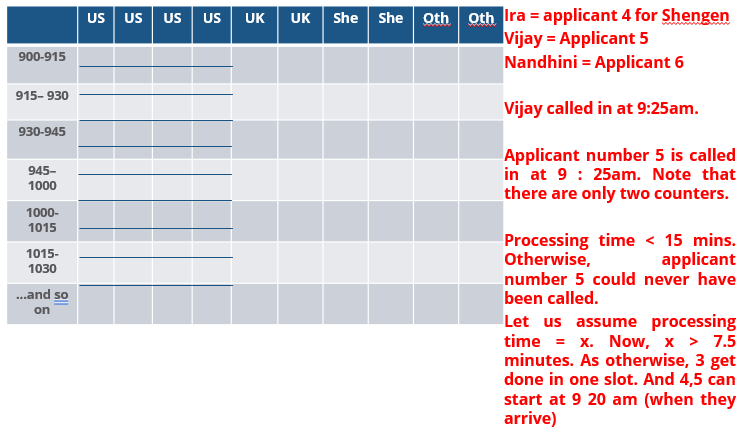 US US US US UK UK She She Oth Oth
900-915
915– 930
930-945
945–
1000
1000-
1015
1015-
1030
...and so
on
Ira = applicant 4 for Shengen
Vijay = Applicant 5
Nandhini = Applicant 6
Vijay called in at 9:25am.
Applicant number 5 is called
in at 9 : 25am. Note that
there are only two counters.
Processing time < 15 mins.
Otherwise, applicant
number 5 could never have
been called.
Let us assume processing
time = x. Now, x > 7.5
minutes. As otherwise, 3 get
done in one slot. And 4,5 can
start at 9 20 am (when they
arrive)